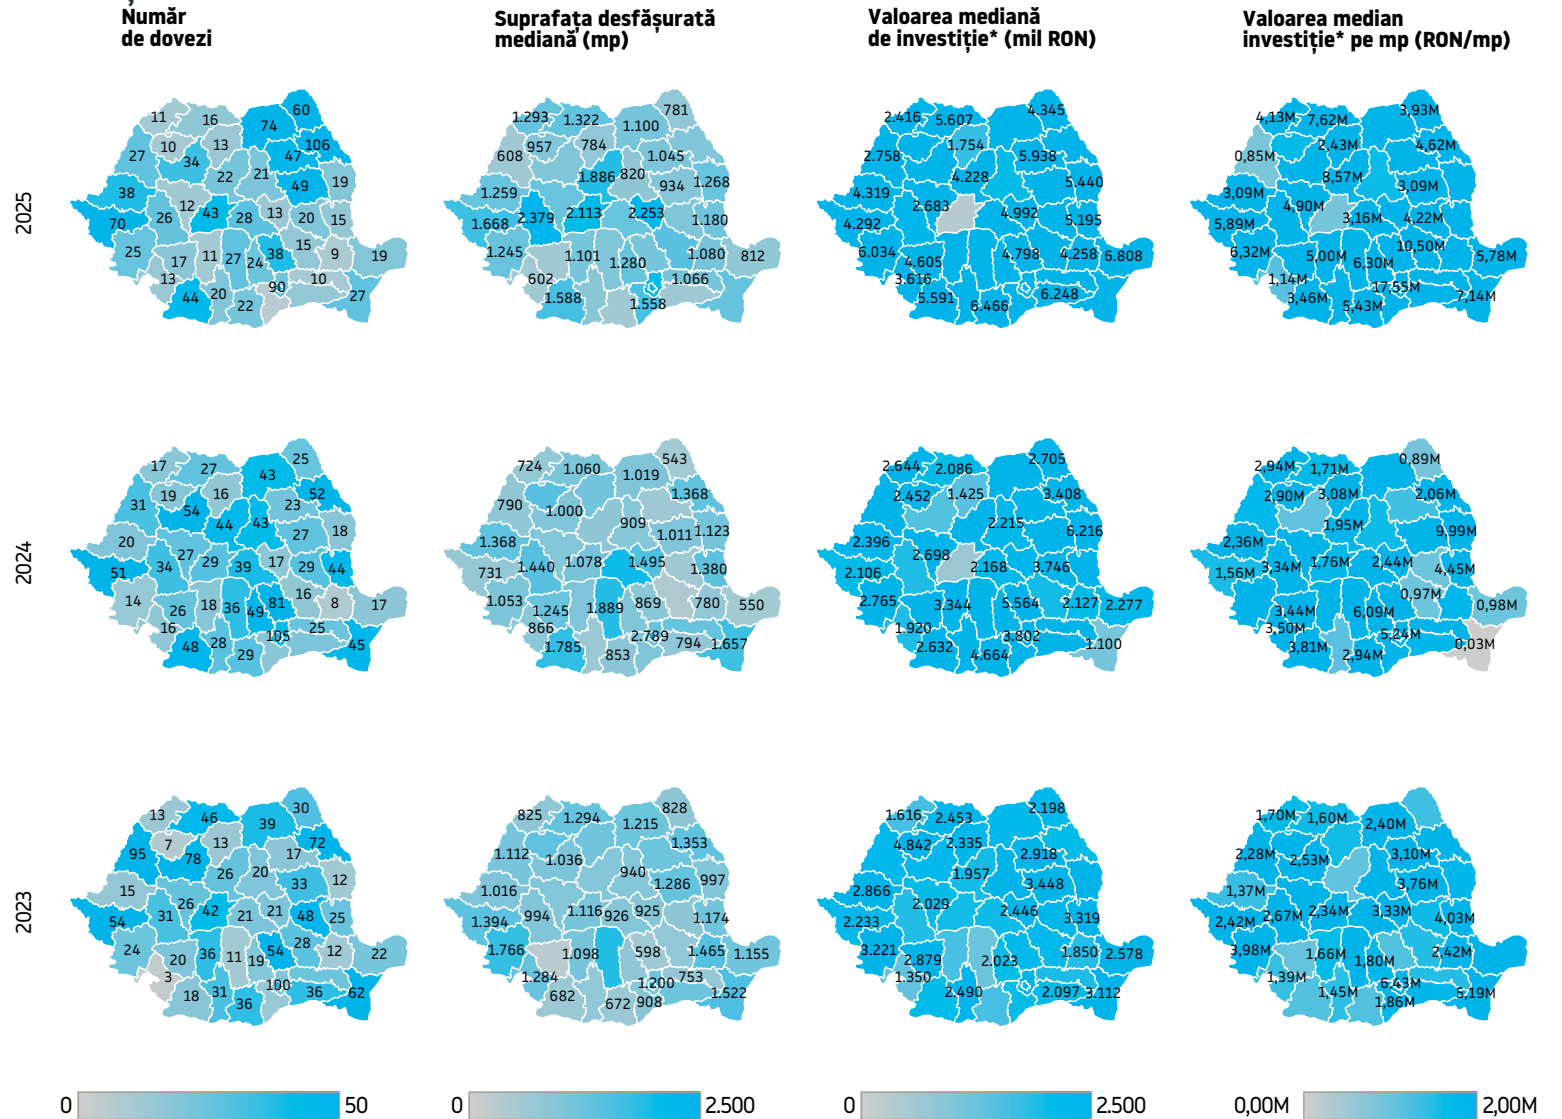 Număr
de dovezi
Suprafața desfășurată
mediană (mp)
Valoarea mediană
de investiție* (mil RON)
Valoarea median
investiție* pe mp (RON/mp)
2025
11 16 74 60
27 10 34 13 47 106
22 21 49 19
38 12
70 26 43 28 13 20 15
25 17 11 27 24 38 15 9 19
13 44 20 22 90 10 27
1.293 1.322 1.100 781
608 957 784 1.045
1.886 820 934 1.268
1.259
1.668 2.379 2.113 2.253 1.180
1.245 1.101 1.280 1.080 812
602 1.588 1.558 1.066
2.416 5.607 4.345
2.758 1.754 5.938
4.228 5.440
4.319 2.683
4.292 4.992 5.195
6.034 4.605 4.798 4.258 6.808
3.616 5.591 6.466 6.248
4,13M 7,62M 3,93M
0,85M 2,43M 4,62M
8,57M 3,09M
3,09M 4,90M
5,89M 3,16M 4,22M
6,32M 5,00M 6,30M 10,50M 5,78M
1,14M 3,46M 5,43M 17,55M 7,14M
2024
17 27 43 25
31 19 54 16 23 52
44 43 27 18
20 27
51 34 29 39 17 29 44
14 26 18 36 49 81 16 8 17
16 48 28 29 105 25 45
724 1.060 1.019 543
790 1.000 1.368
909 1.011 1.123
1.368
731 1.440 1.078 1.495 1.380
1.053 1.245 1.889 869 780 550
866 1.785 853 2.789 794 1.657
2.644 2.086 2.705
2.452 1.425 3.408
2.215 6.216
2.396 2.698
2.106 2.168 3.746
2.765 3.344 5.564 2.127 2.277
1.920 2.632 4.664 3.802 1.100
2,94M 1,71M 0,89M
2,90M 3,08M 2,06M
1,95M 9,99M
2,36M
1,56M 3,34M 1,76M 2,44M 4,45M
3,44M 6,09M 0,97M 0,98M
3,50M 3,81M 2,94M 5,24M 0,03M
2023
13 46 39 30
95 7 78 13 17 72
26 20 33 12
15 26
54 31 42 21 21 48 25
24 20 36 11 19 54 28 12 22
3 18 31 36 100 36 62
825 1.294 1.215 828
1.112 1.036 1.353
940 1.286 997
1.016
1.394 994 1.116 926 925 1.174
1.766 1.098 598 1.465 1.155
1.284 682 672 908 1.200 753 1.522
1.616 2.453 2.198
4.842 2.335 2.918
1.957 3.448
2.866 2.029
2.233 2.446 3.319
3.221 2.879 2.023 1.850 2.578
1.350 2.490 2.097 3.112
1,70M 1,60M 2,40M
2,28M 2,53M 3,10M
3,76M
1,37M
2,42M 2,67M 2,34M 3,33M 4,03M
3,98M 1,66M 1,80M 2,42M
1,39M 1,45M 1,86M 6,43M 5,19M
0 50
0 2.500
0 2.500
0,00M 2,00M